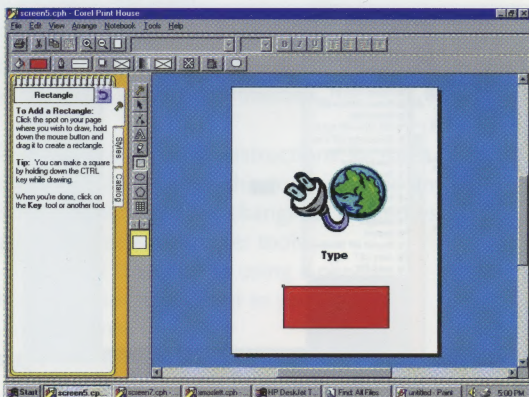 screen5.cph - Corel Print House
File Edit View Arrange Notebook Tools Help
B I U
Rectangle
To Add a Rectangle:
Click the spot on your page
where you wish to draw, hold
down the mouse button and
drag it to create a rectangle.
Tip: You can make a square
by holding down the CTRL
key while drawing.
When you're done, click on
the Key tool or another tool.
Styles
Catalog
Type
Start screen5.cp... screen7.cph - HP DeskJet T... Find: All Files untitled - Paint 5:00 PM